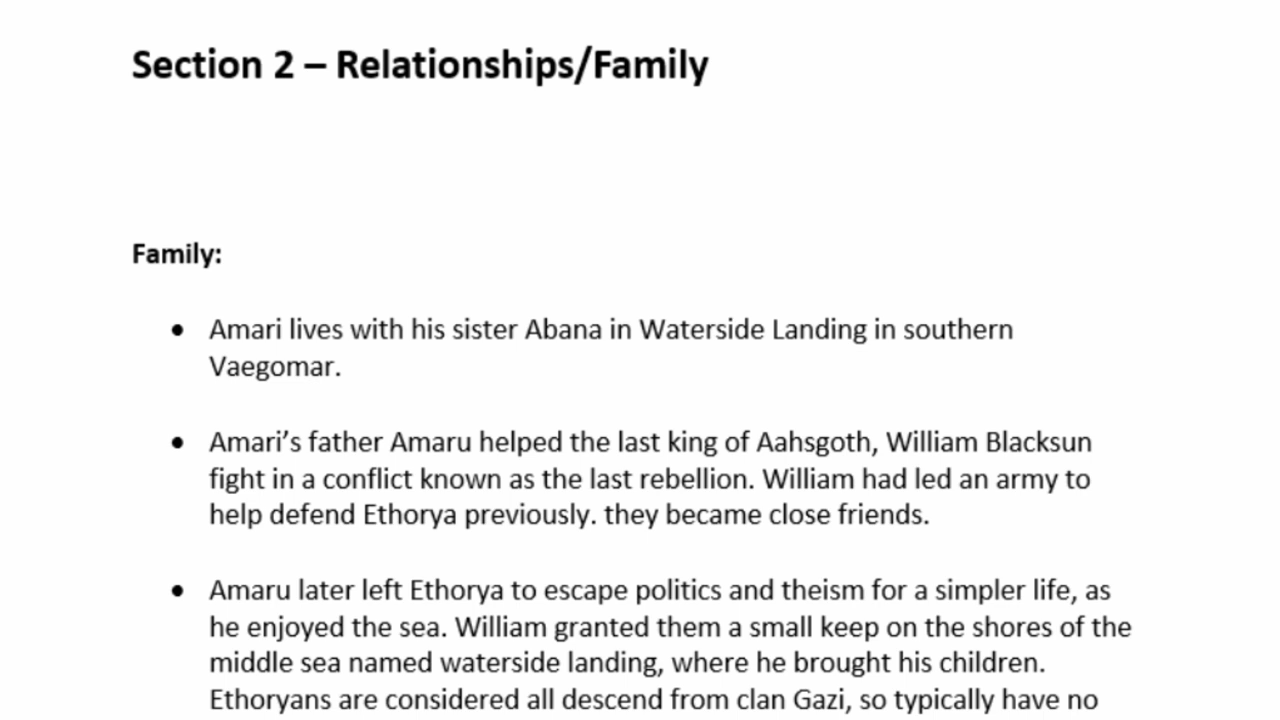 Section 2 – Relationships/Family
Family:
• Amari lives with his sister Abana in Waterside Landing in southern
Vaegomar.
• Amari’s father Amaru helped the last king of Aahsgoth, William Blacksun
fight in a conflict known as the last rebellion. William had led an army to
help defend Ethorya previously. they became close friends.
• Amaru later left Ethorya to escape politics and theism for a simpler life, as
he enjoyed the sea. William granted them a small keep on the shores of the
middle sea named waterside landing, where he brought his children.
Ethoryans are considered all descend from clan Gazi, so typically have no